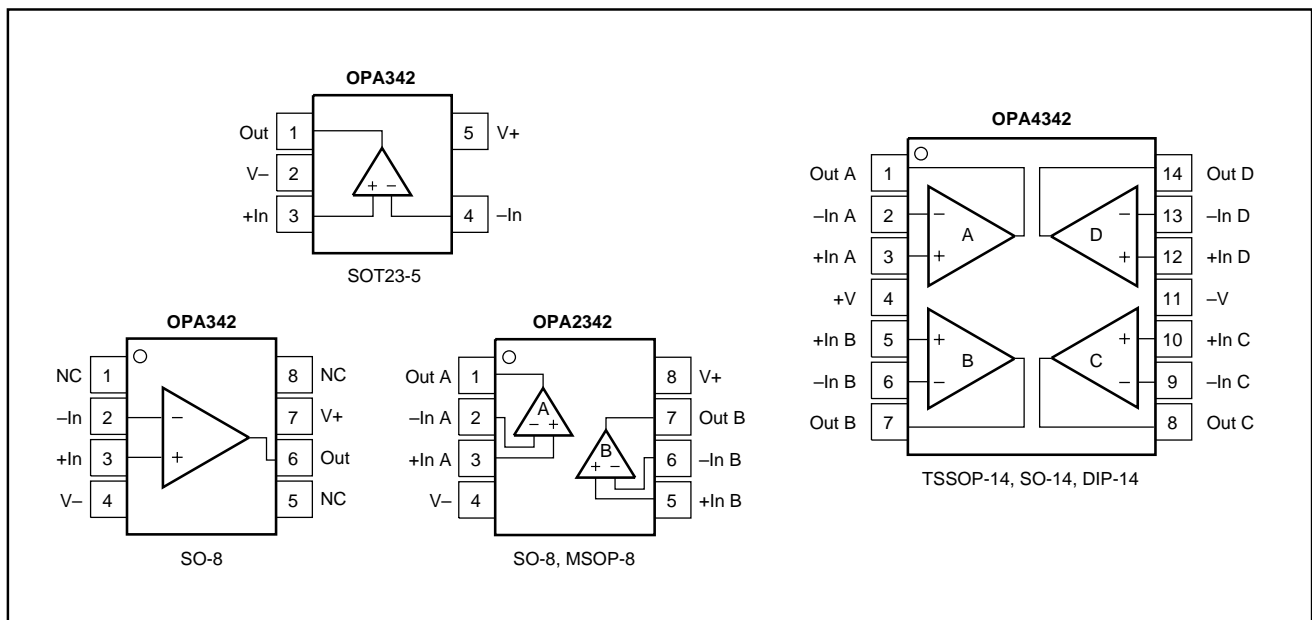 OPA342
Out 1
5 V+
V– 2
+ –
+In 3
4 –In
SOT23-5
OPA342
NC 1
8 NC
–In 2
–
7 V+
+In 3
+
6 Out
V– 4
5 NC
SO-8
OPA2342
Out A 1
8 V+
A
–In A 2
– +
7 Out B
B
+In A 3
+ –
6 –In B
V– 4
5 +In B
SO-8, MSOP-8
OPA4342
Out A 1
14 Out D
–In A 2
–
–
13 –In D
A
D
+In A 3
+
+
12 +In D
+V 4
11 –V
+In B 5
+
+
10 +In C
B
C
–In B 6
–
–
9 –In C
Out B 7
8 Out C
TSSOP-14, SO-14, DIP-14